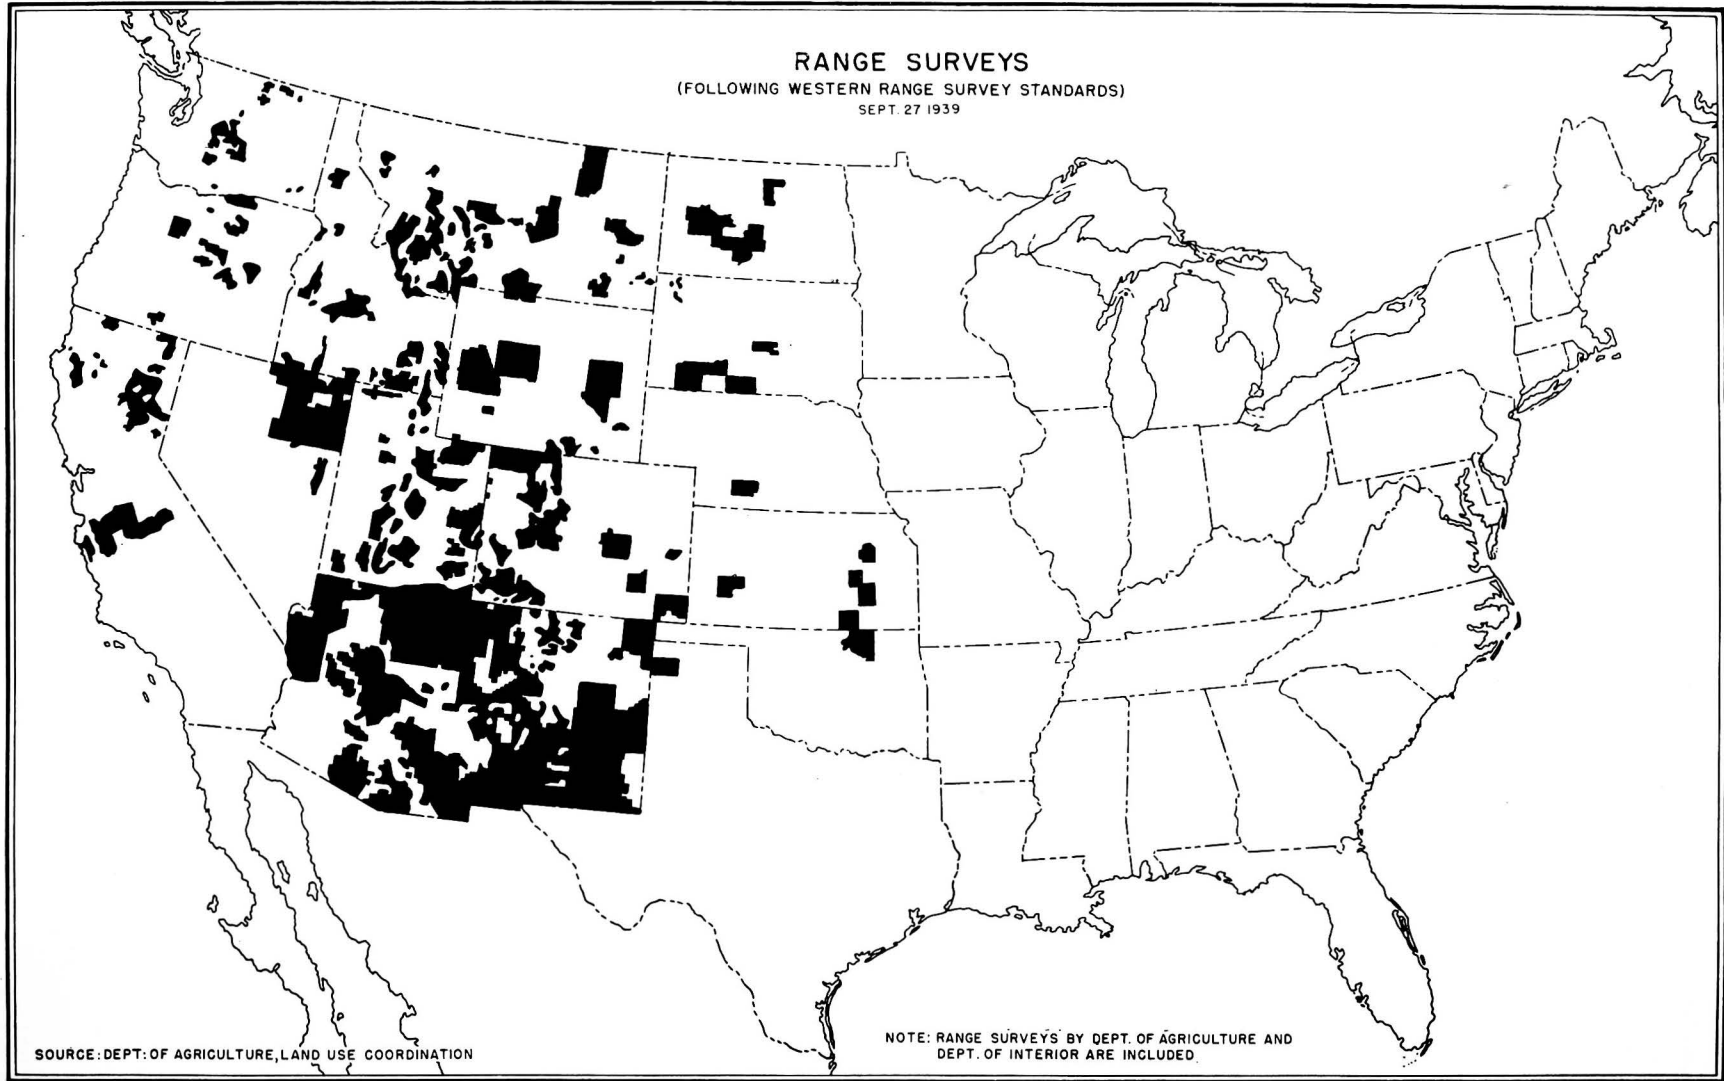 RANGE SURVEYS
(FOLLOWING WESTERN RANGE SURVEY STANDARDS)
SEPT. 27 1939
SOURCE: DEPT: OF AGRICULTURE, LAND USE COORDINATION
NOTE: RANGE SURVEYS BY DEPT. OF AGRICULTURE AND
DEPT. OF INTERIOR ARE INCLUDED.